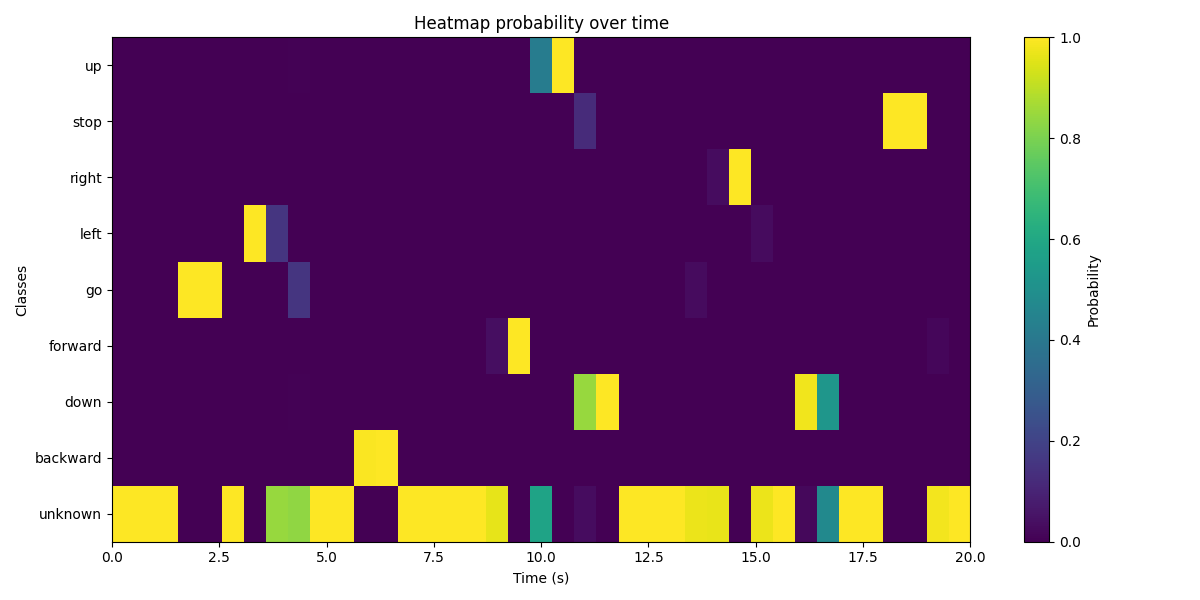 Heatmap probability over time
Classes
up
stop
right
left
go
forward
down
backward
unknown
0.0 2.5 5.0 7.5 10.0 12.5 15.0 17.5 20.0
Time (s)
1.0
0.8
0.6
0.4
0.2
0.0
Probability